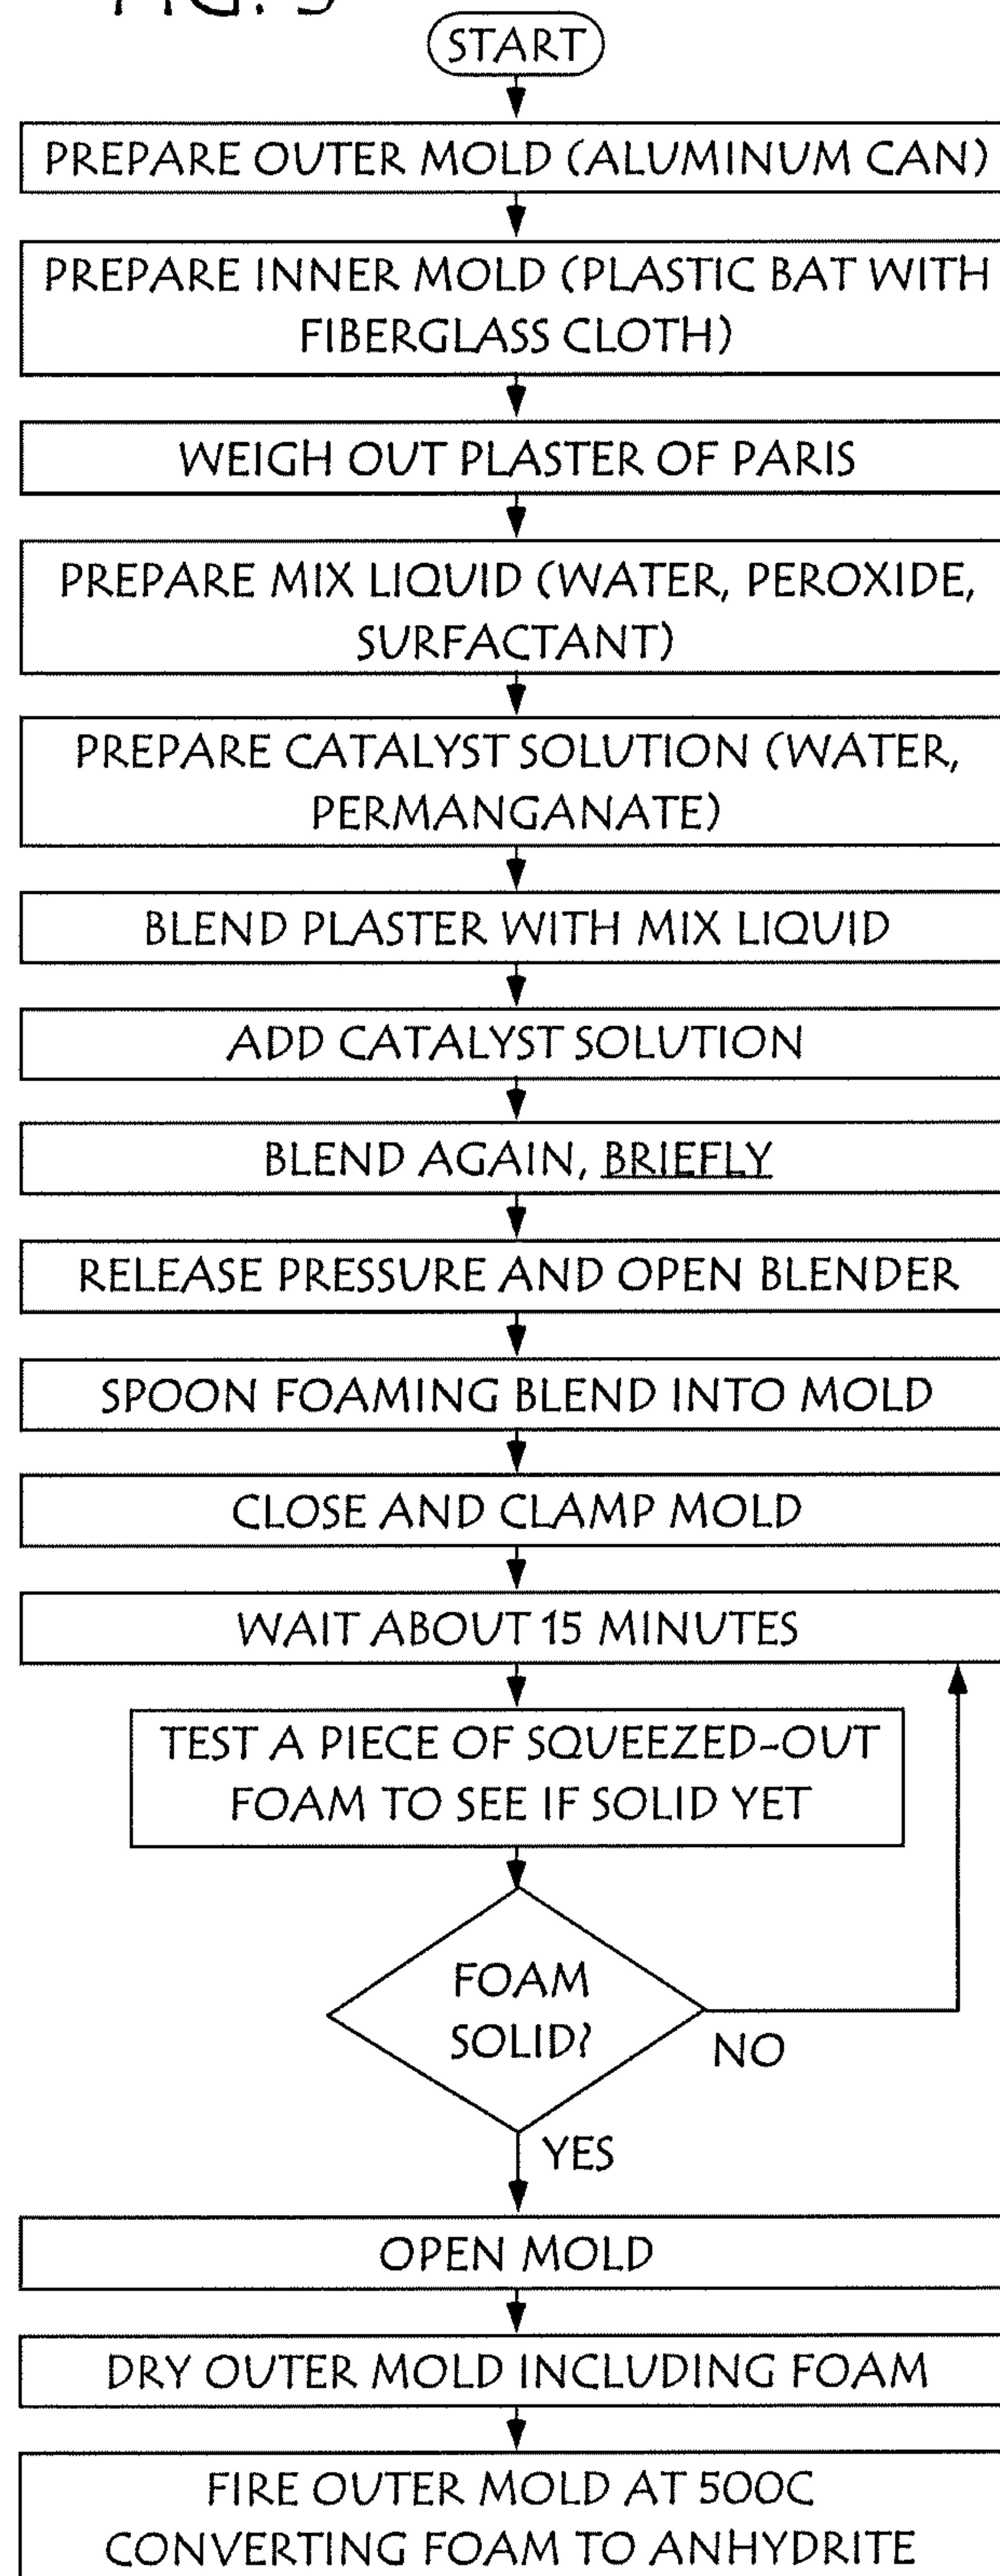 START
PREPARE OUTER MOLD (ALUMINUM CAN)
PREPARE INNER MOLD (PLASTIC BAT WITH
FIBERGLASS CLOTH)
WEIGH OUT PLASTER OF PARIS
PREPARE MIX LIQUID (WATER, PEROXIDE,
SURFACTANT)
PREPARE CATALYST SOLUTION (WATER,
PERMANGANATE)
BLEND PLASTER WITH MIX LIQUID
ADD CATALYST SOLUTION
BLEND AGAIN, BRIEFLY
RELEASE PRESSURE AND OPEN BLENDER
SPOON FOAMING BLEND INTO MOLD
CLOSE AND CLAMP MOLD
WAIT ABOUT 15 MINUTES
TEST A PIECE OF SQUEEZED-OUT
FOAM TO SEE IF SOLID YET
FOAM
SOLID?
NO
YES
OPEN MOLD
DRY OUTER MOLD INCLUDING FOAM
FIRE OUTER MOLD AT 500C
CONVERTING FOAM TO ANHYDRITE